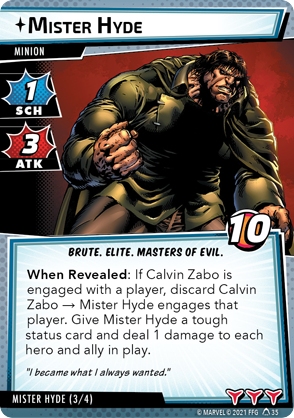 Mister Hyde
MINION
1
SCH
3
ATK
10
BRUTE. ELITE. MASTERS OF EVIL.
When Revealed: If Calvin Zabo is
engaged with a player, discard Calvin
Zabo → Mister Hyde engages that
player. Give Mister Hyde a tough
status card and deal 1 damage to each
hero and ally in play.
"I became what I always wanted."
MISTER HYDE (3/4)
© MARVEL © 2021 FFG 35